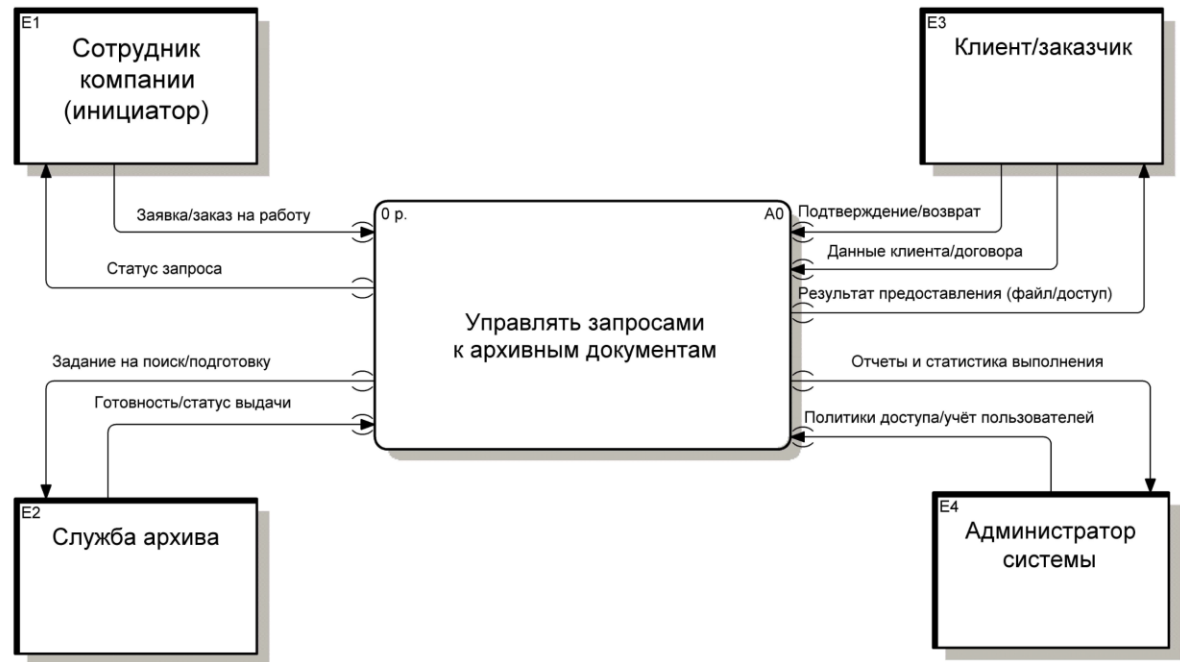 E1
Сотрудник
компании
(инициатор)
E3
Клиент/заказчик
Заявка/заказ на работу
Статус запроса
0 р.
A0
Подтверждение/возврат
Данные клиента/договора
Результат предоставления (файл/доступ)
Управлять запросами
к архивным документам
Задание на поиск/подготовку
Готовность/статус выдачи
Отчеты и статистика выполнения
Политики доступа/учёт пользователей
E2
Служба архива
E4
Администратор
системы